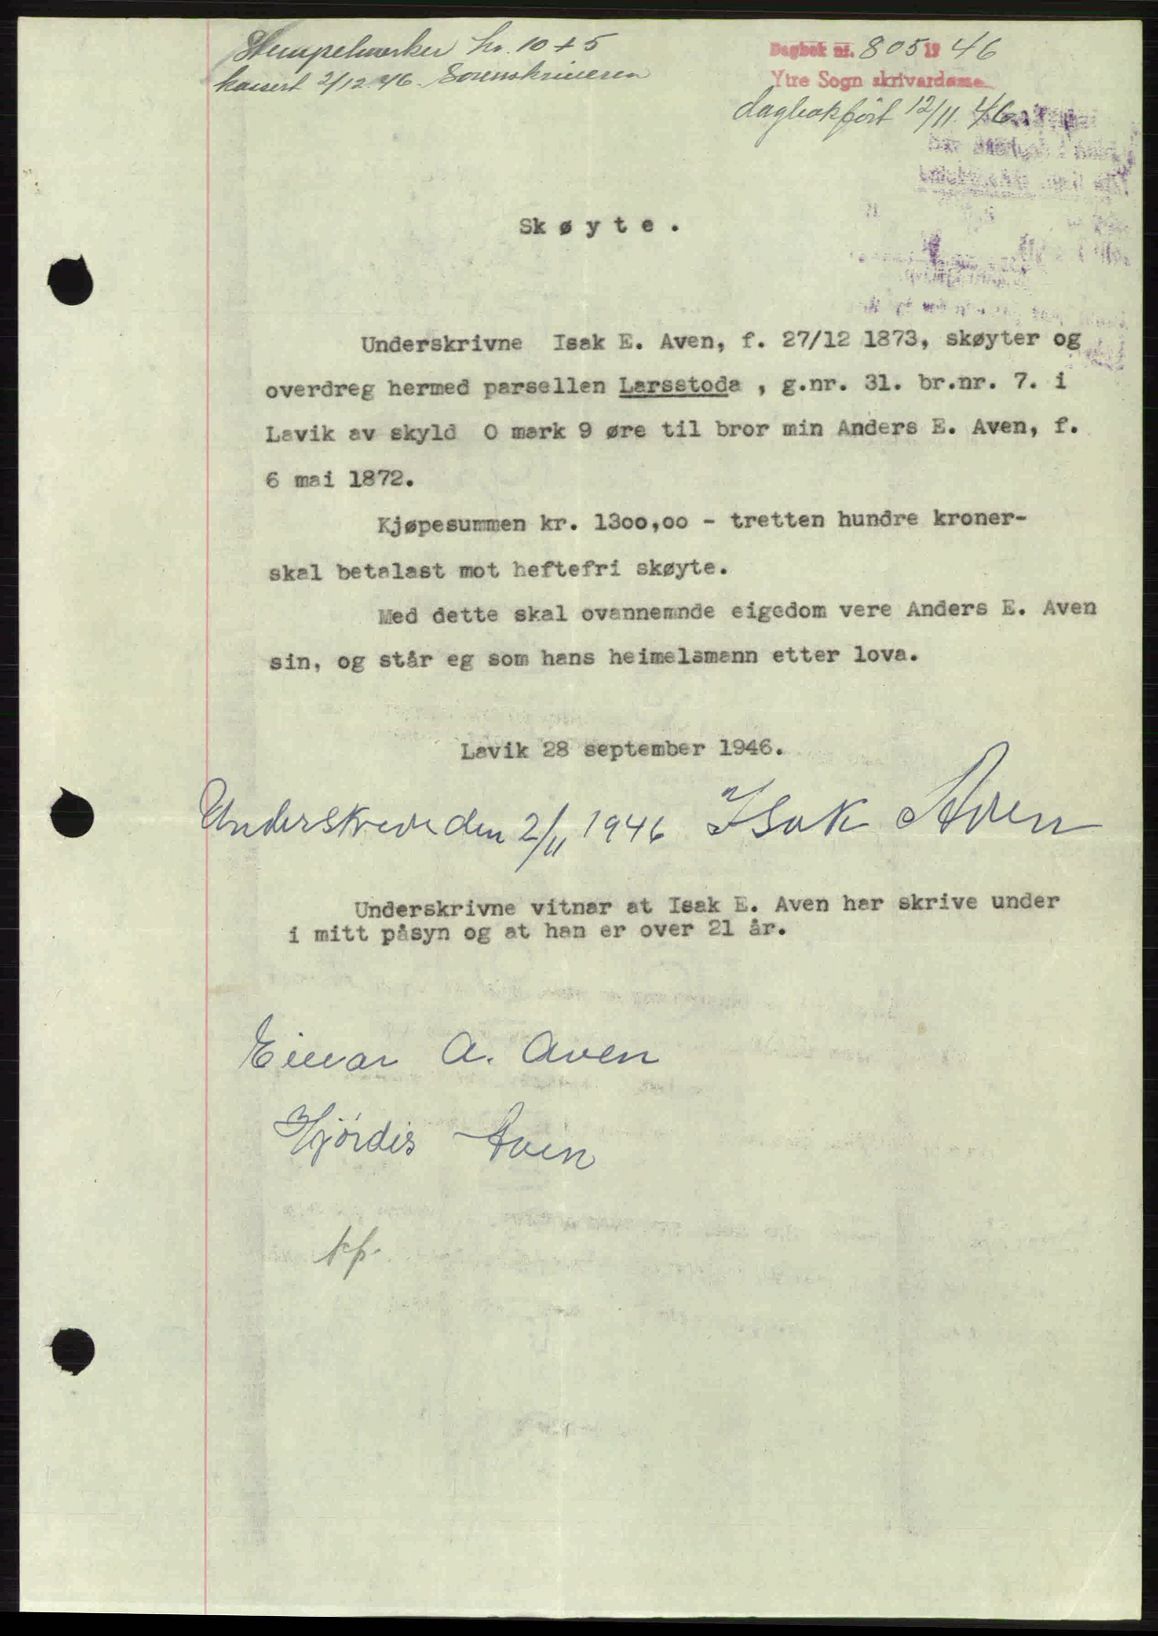 Stempelmerker kr. 10 + 5
kassert 2/12 46. Sorenskriveren
Dagbok nr. 805 19 46
Ytre Sogn skrivardøme
dagbokført 12/11 46
Skøyte.
Underskrivne Isak E. Aven, f. 27/12 1873, skøyter og
overdreg hermed parsellen Larsstoda , g.nr. 31. br.nr. 7. i
Lavik av skyld 0 mark 9 øre til bror min Anders E. Aven, f.
6 mai 1872.
Kjøpesummen kr. 13oo,oo - tretten hundre kroner-
skal betalast mot heftefri skøyte.
Med dette skal ovannemnde eigedom vere Anders E. Aven
sin, og står eg som hans heimelsmann etter lova.
Lavik 28 september 1946.
Underskreve den 2/11 1946 Isak Aven
Underskrivne vitnar at Isak E. Aven har skrive under
i mitt påsyn og at han er over 21 år.
Einar A. Aven
Hjørdis Aven